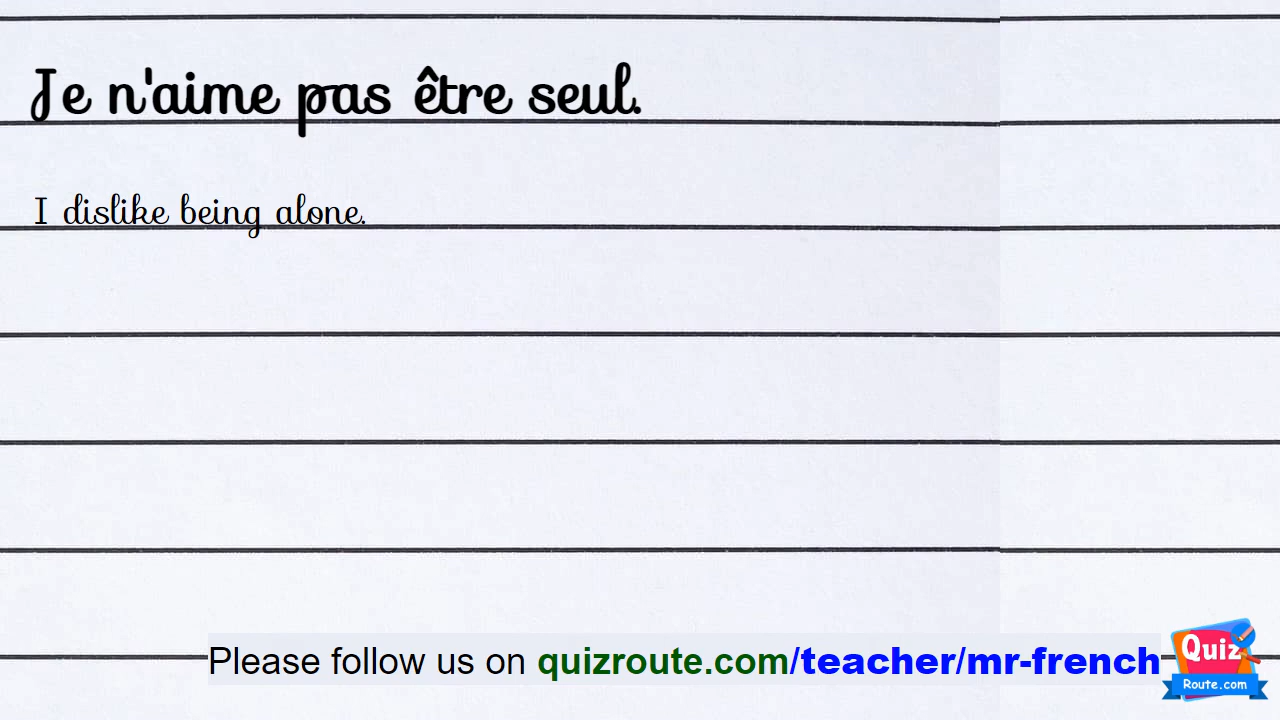 Je n'aime pas être seul.
I dislike being alone.
Please follow us on quizroute.com/teacher/mr-french
Quiz
Route.com